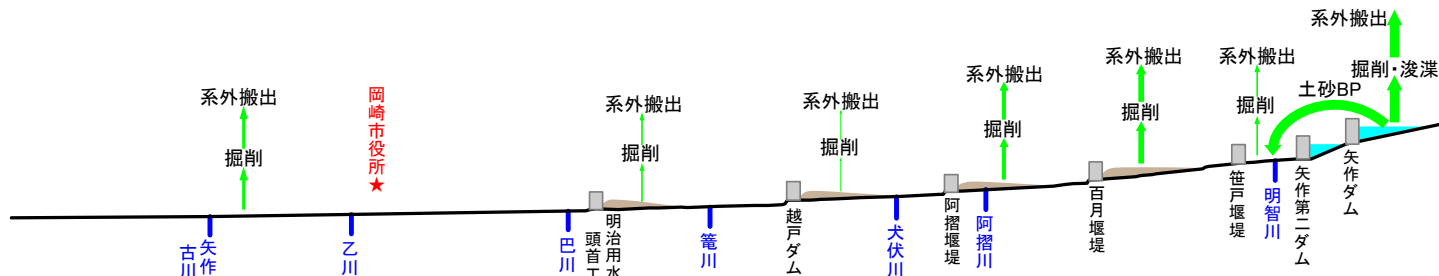 系外搬出
掘削
岡崎市役所★
系外搬出
掘削
系外搬出
掘削
系外搬出
掘削
系外搬出
掘削
系外搬出
掘削
系外搬出
掘削・浚渫
土砂BP
矢作
古川
乙川
巴川
明治用水
頭首工
篭川
越戸ダム
犬伏川
阿摺堰堤
阿摺川
百月堰堤
笹戸堰堤
明智川
矢作第二ダム
矢作ダム